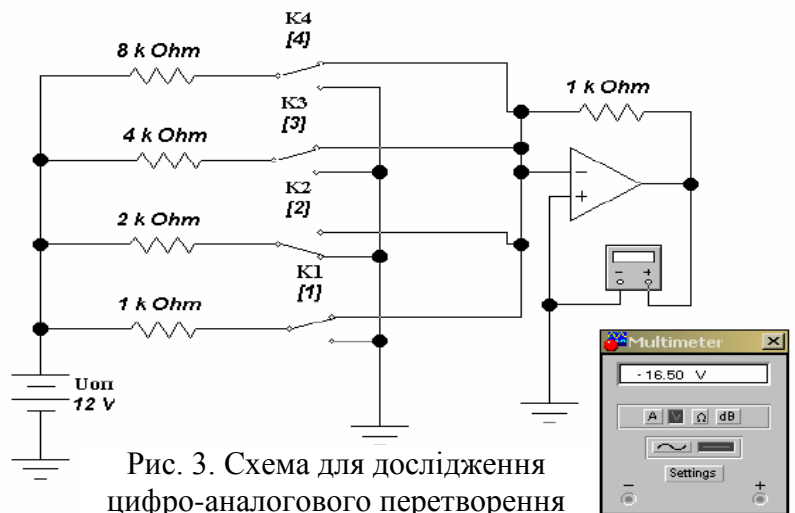 K4
[4]
8 k Ohm
1 k Ohm
K3
[3]
4 k Ohm
K2
[2]
2 k Ohm
K1
[1]
1 k Ohm
Uоп
12 V
Multimeter
- 16.50 V
A V Ω dB
Settings
Рис. 3. Схема для дослідження
цифро-аналогового перетворення